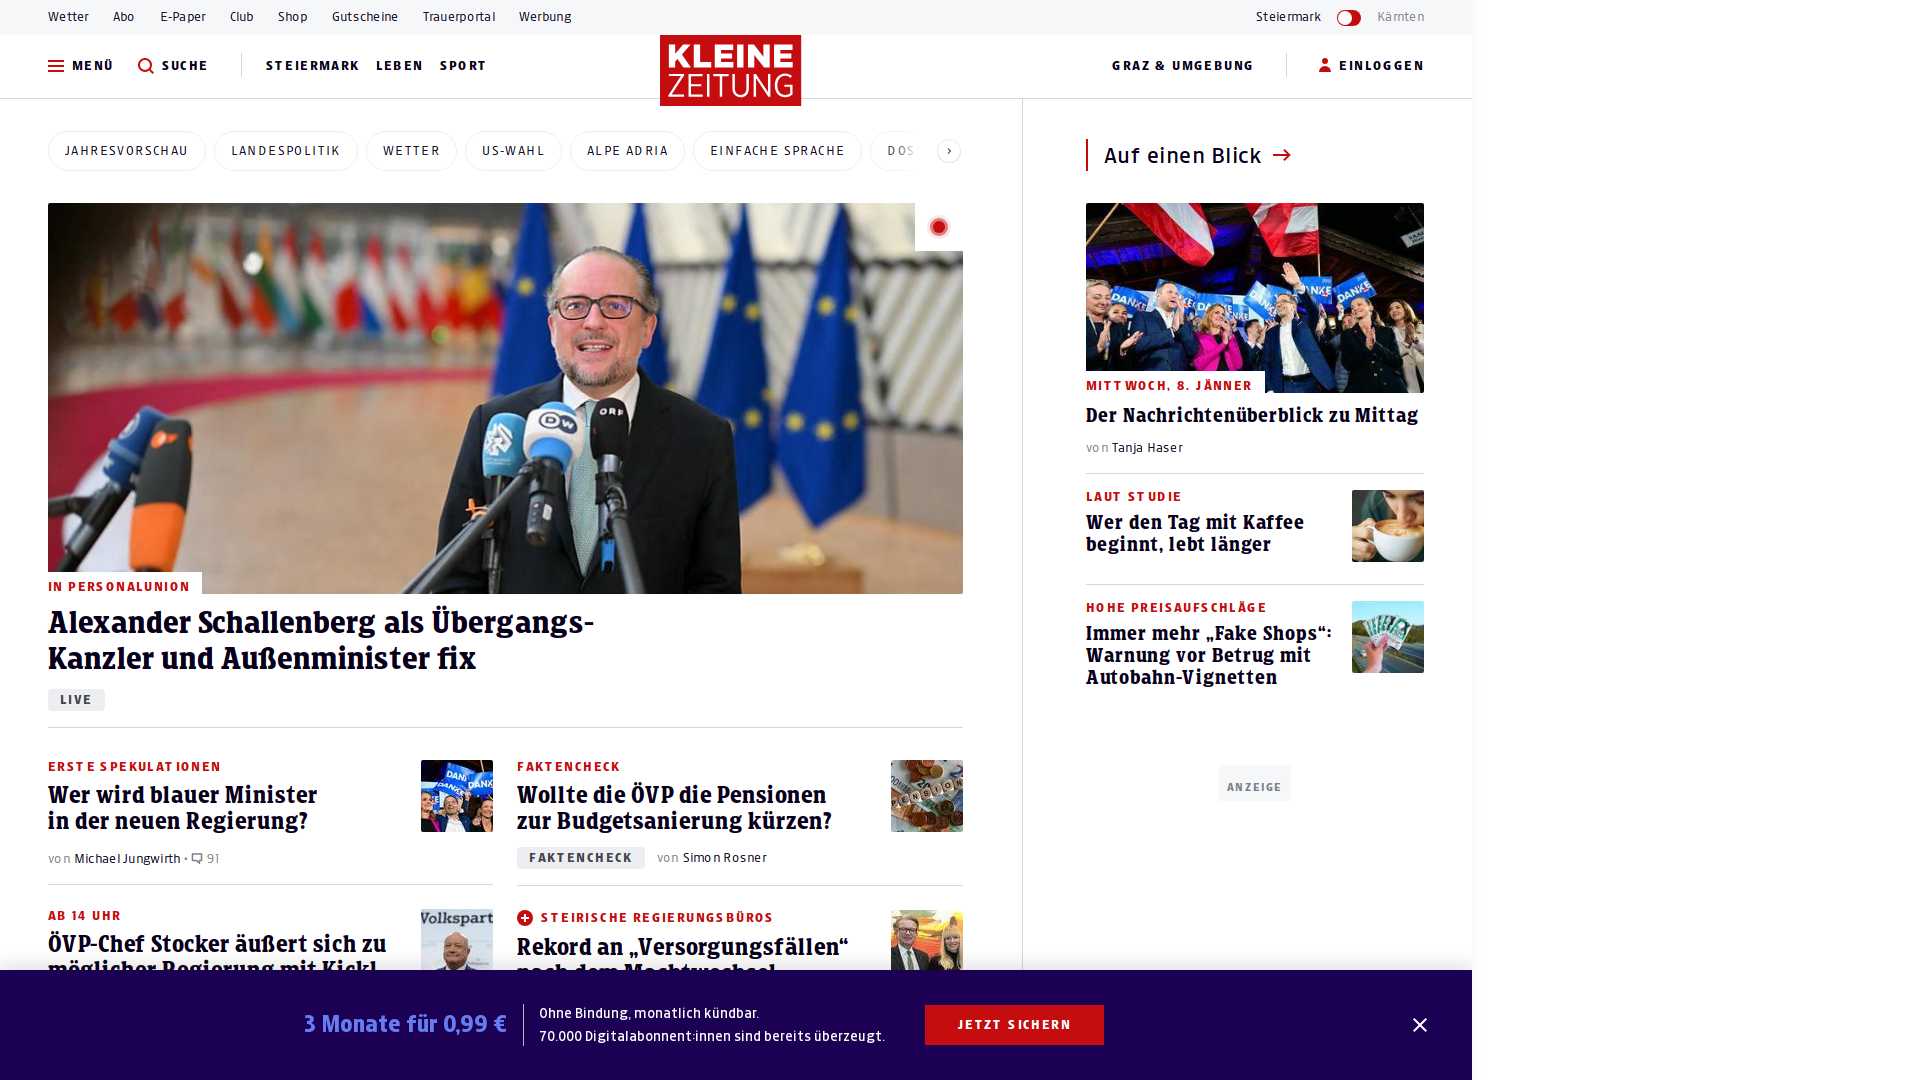 Wetter
Abo
E-Paper
Club
Shop
Gutscheine
Trauerportal
Werbung
Steiermark
Kärnten
MENÜ
SUCHE
STEIERMARK
LEBEN
SPORT
KLEINE
ZEITUNG
GRAZ & UMGEBUNG
EINLOGGEN
JAHRESVORSCHAU
LANDESPOLITIK
WETTER
US-WAHL
ALPE ADRIA
EINFACHE SPRACHE
DOS
ORF
DW
IN PERSONALUNION
Alexander Schallenberg als Übergangs-
Kanzler und Außenminister fix
LIVE
ERSTE SPEKULATIONEN
Wer wird blauer Minister
in der neuen Regierung?
von Michael Jungwirth • 91
FAKTENCHECK
Wollte die ÖVP die Pensionen
zur Budgetsanierung kürzen?
FAKTENCHECK von Simon Rosner
PENSION
AB 14 UHR
ÖVP-Chef Stocker äußert sich zu
möglicher Regierung mit Kickl
Volkspart
STEIRISCHE REGIERUNGSBÜROS
Rekord an „Versorgungsfällen“
nach dem Machtwechsel
Auf einen Blick
DANKE
DANKE
MITTWOCH, 8. JÄNNER
Der Nachrichtenüberblick zu Mittag
von Tanja Haser
LAUT STUDIE
Wer den Tag mit Kaffee
beginnt, lebt länger
HOHE PREISAUFSCHLÄGE
Immer mehr „Fake Shops“:
Warnung vor Betrug mit
Autobahn-Vignetten
ANZEIGE
3 Monate für 0,99 €
Ohne Bindung, monatlich kündbar.
70.000 Digitalabonnent:innen sind bereits überzeugt.
JETZT SICHERN